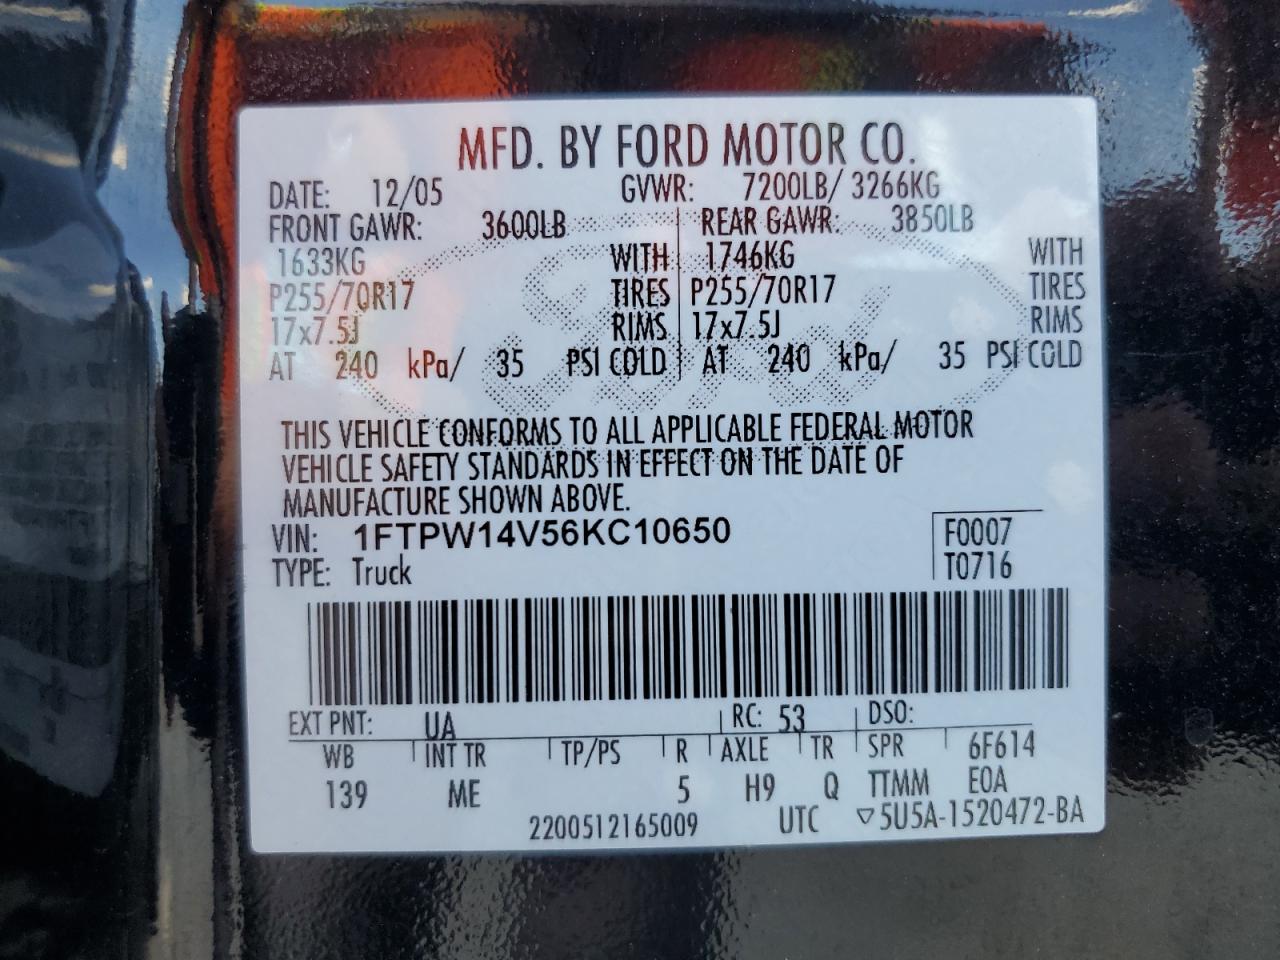 MFD. BY FORD MOTOR CO.
DATE: 12/05 GVWR: 7200LB/ 3266KG
FRONT GAWR: 3600LB REAR GAWR: 3850LB
1633KG WITH 1746KG WITH
P255/70R17 TIRES P255/70R17 TIRES
17x7.5J RIMS 17x7.5J RIMS
AT 240 kPa/ 35 PSI COLD AT 240 kPa/ 35 PSI COLD
THIS VEHICLE CONFORMS TO ALL APPLICABLE FEDERAL MOTOR
VEHICLE SAFETY STANDARDS IN EFFECT ON THE DATE OF
MANUFACTURE SHOWN ABOVE.
VIN: 1FTPW14V56KC10650 F0007
TYPE: Truck T0716
EXT PNT: UA RC: 53 DSO:
WB INT TR TP/PS R AXLE TR SPR 6F614
139 ME 5 H9 Q TTMM E0A
2200512165009 UTC ▽5U5A-1520472-BA
Ford